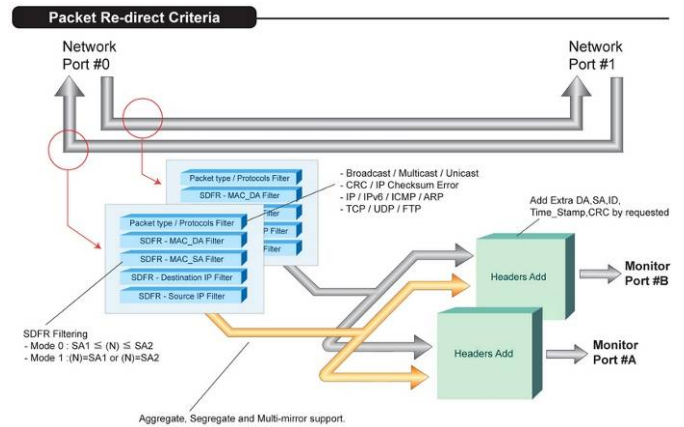 Packet Re-direct Criteria
Network
Port #0
Network
Port #1
Packet type / Protocols Filter
SDFR - MAC_DA Filter
Filter
P Filter
Filter
- Broadcast / Multicast / Unicast
- CRC / IP Checksum Error
- IP / IPv6 / ICMP / ARP
- TCP / UDP / FTP
Packet type / Protocols Filter
SDFR - MAC_DA Filter
SDFR - MAC_SA Filter
SDFR - Destination IP Filter
SDFR - Source IP Filter
Add Extra DA,SA,ID,
Time_Stamp,CRC by requested
Headers Add
Monitor
Port #B
Headers Add
Monitor
Port #A
SDFR Filtering
- Mode 0 : SA1 ≦ (N) ≦ SA2
- Mode 1 :(N)=SA1 or (N)=SA2
Aggregate, Segregate and Multi-mirror support.